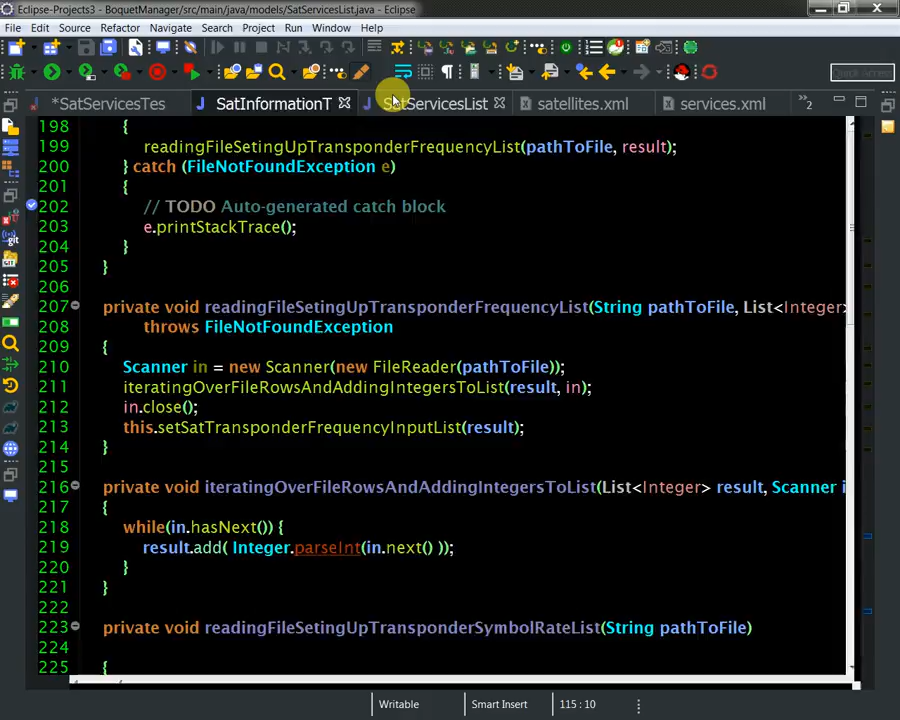 Eclipse-Projects3 - BoquetManager/src/main/java/models/SatServicesList.java - Eclipse
File Edit Source Refactor Navigate Search Project Run Window Help
Quick Access
*SatServicesTes SatInformationT SatServicesList satellites.xml services.xml »2
198 {
199 readingFileSetingUpTransponderFrequencyList(pathToFile, result);
200 } catch (FileNotFoundException e)
201 {
202 // TODO Auto-generated catch block
203 e.printStackTrace();
204 }
205 }
206
207 private void readingFileSetingUpTransponderFrequencyList(String pathToFile, List<Integer>
208 throws FileNotFoundException
209 {
210 Scanner in = new Scanner(new FileReader(pathToFile));
211 iteratingOverFileRowsAndAddingIntegersToList(result, in);
212 in.close();
213 this.setSatTransponderFrequencyInputList(result);
214 }
215
216 private void iteratingOverFileRowsAndAddingIntegersToList(List<Integer> result, Scanner i
217 {
218 while(in.hasNext()) {
219 result.add( Integer.parseInt(in.next() ));
220 }
221 }
222
223 private void readingFileSetingUpTransponderSymbolRateList(String pathToFile)
224
225 {
Writable Smart Insert 115 : 10